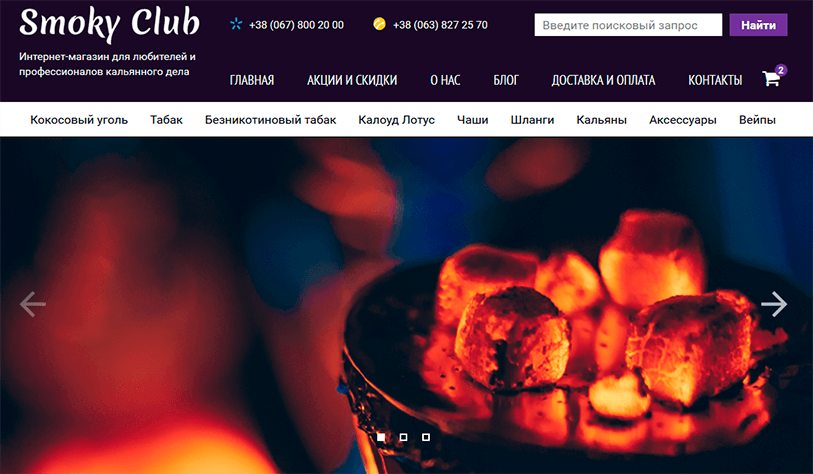 Smoky Club
Интернет-магазин для любителей и
профессионалов кальянного дела
+38 (067) 800 20 00
+38 (063) 827 25 70
Введите поисковый запрос
Найти
ГЛАВНАЯ
АКЦИИ И СКИДКИ
О НАС
БЛОГ
ДОСТАВКА И ОПЛАТА
КОНТАКТЫ
2
Кокосовый уголь
Табак
Безникотиновый табак
Калоуд Лотус
Чаши
Шланги
Кальяны
Аксессуары
Вейпы